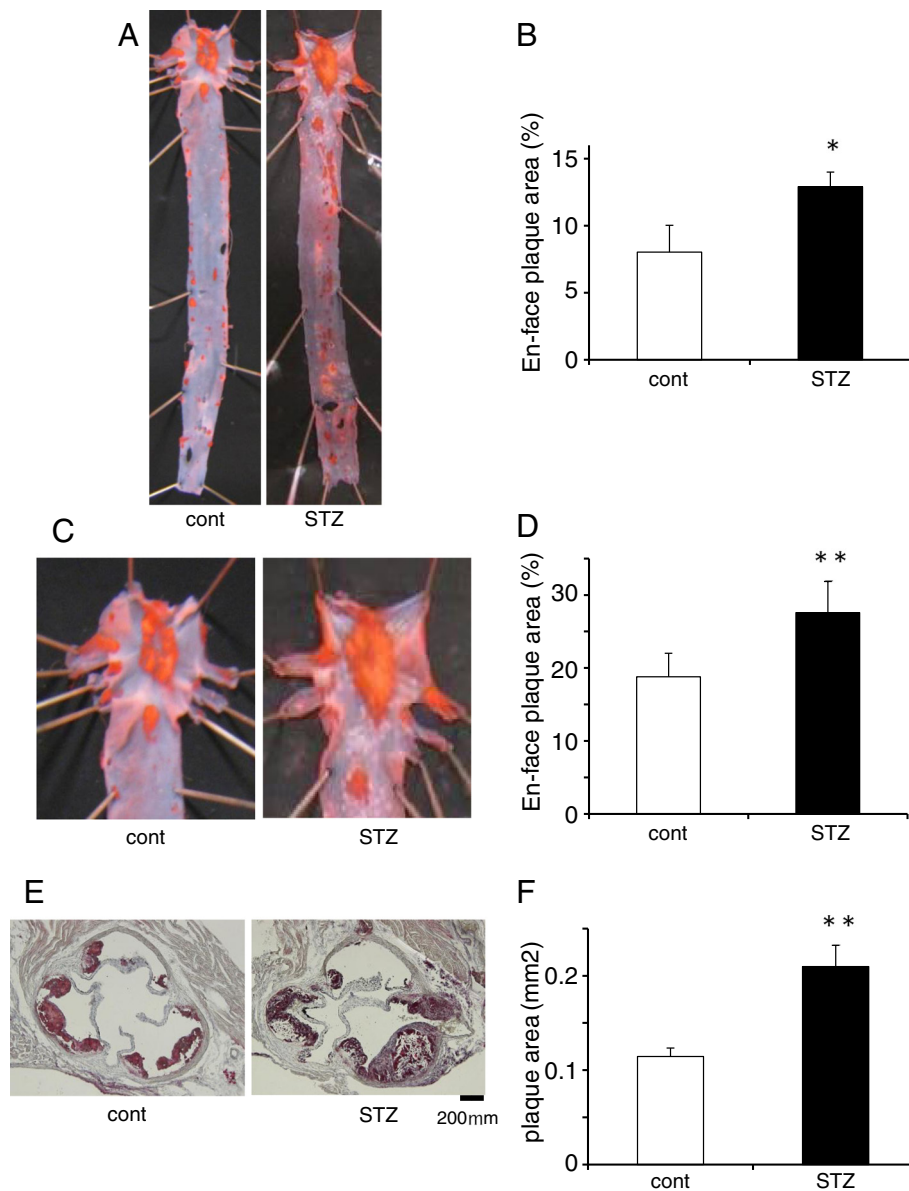 A
cont
STZ
B
En-face plaque area (%)
15
10
5
0
*
cont
STZ
C
cont
STZ
D
En-face plaque area (%)
30
20
10
0
**
cont
STZ
E
cont
STZ
200mm
F
plaque area (mm2)
0.2
0.1
0
**
cont
STZ